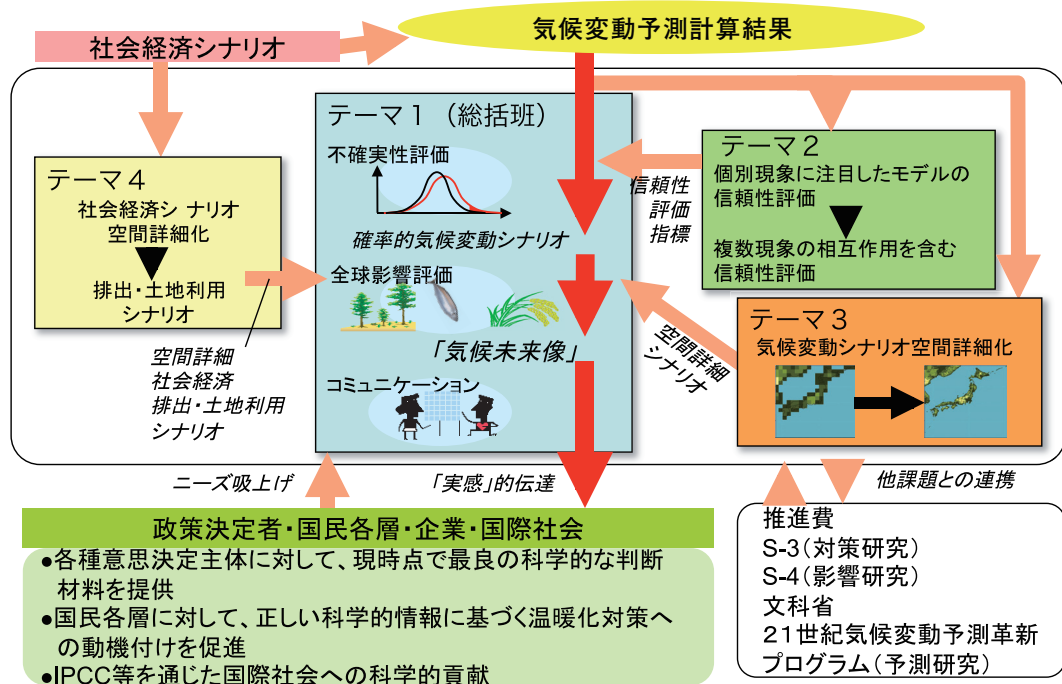 社会経済シナリオ
気候変動予測計算結果
テーマ1（総括班）
不確実性評価
確率的気候変動シナリオ
全球影響評価
「気候未来像」
コミュニケーション
テーマ2
個別現象に注目したモデルの
信頼性評価
複数現象の相互作用を含む
信頼性評価
信頼性
評価
指標
テーマ4
社会経済シ ナリオ
空間詳細化
排出・土地利用
シナリオ
空間詳細
社会経済
排出・土地利用
シナリオ
テーマ3
気候変動シナリオ空間詳細化
空間詳細
シナリオ
ニーズ吸上げ
「実感」的伝達
他課題との連携
政策決定者・国民各層・企業・国際社会
●各種意思決定主体に対して、現時点で最良の科学的な判断
材料を提供
●国民各層に対して、正しい科学的情報に基づく温暖化対策へ
の動機付けを促進
●IPCC等を通じた国際社会への科学的貢献
推進費
S-3（対策研究）
S-4（影響研究）
文科省
21世紀気候変動予測革新
プログラム（予測研究）